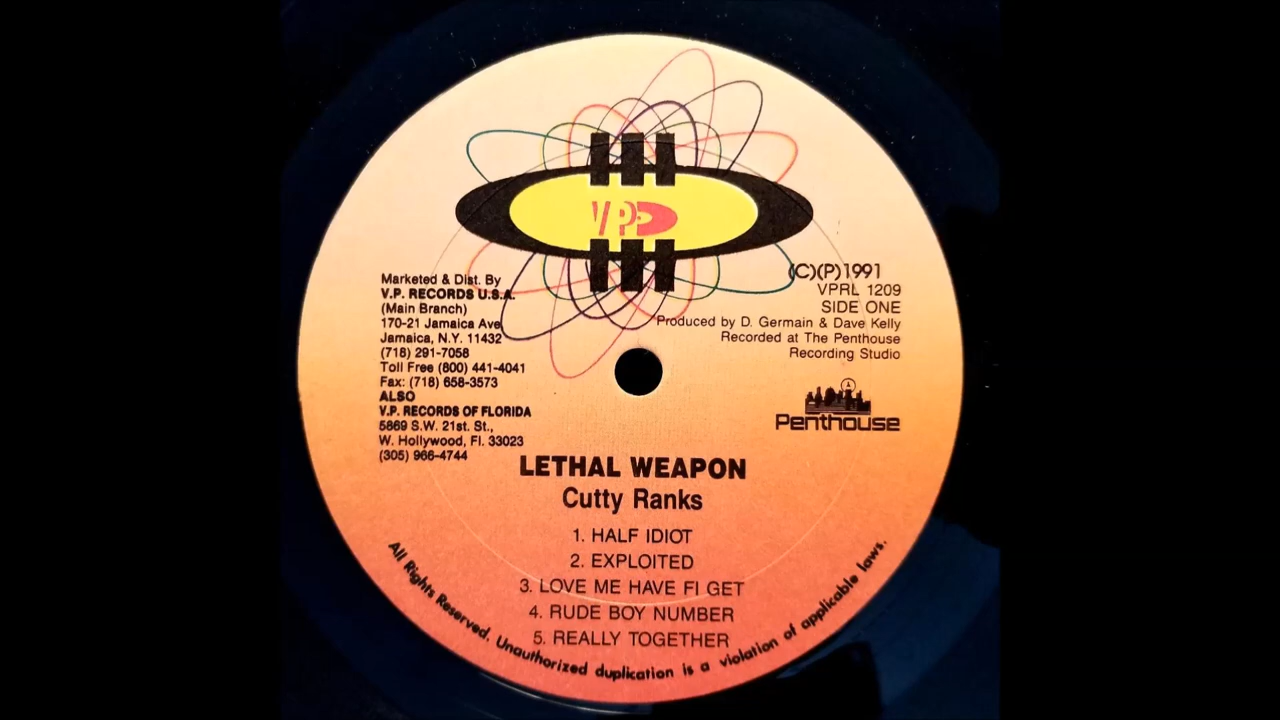 VP
Marketed & Dist. By
V.P. RECORDS U.S.A.
(Main Branch)
170-21 Jamaica Ave
Jamaica, N.Y. 11432
(718) 291-7058
Toll Free (800) 441-4041
Fax: (718) 658-3573
ALSO
V.P. RECORDS OF FLORIDA
5669 S.W. 21st. St.,
W. Hollywood, Fl. 33023
(305) 966-4744
(C)(P)1991
VPRL 1209
SIDE ONE
Produced by D. Germain & Dave Kelly
Recorded at The Penthouse
Recording Studio
Penthouse
LETHAL WEAPON
Cutty Ranks
1. HALF IDIOT
2. EXPLOITED
3. LOVE ME HAVE FI GET
4. RUDE BOY NUMBER
5. REALLY TOGETHER
All Rights Reserved. Unauthorized duplication is a violation of applicable laws.